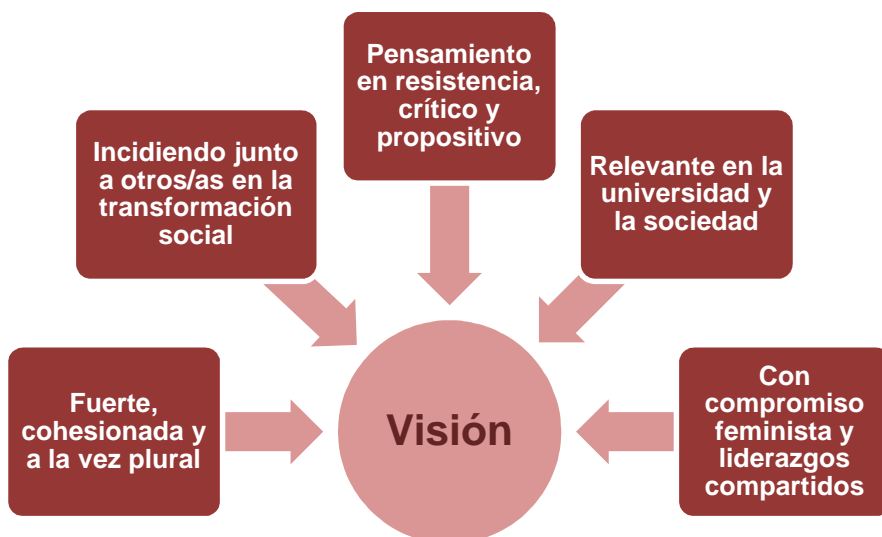 Pensamiento
en resistencia,
crítico y
propositivo
Incidiendo junto
a otros/as en la
transformación
social
Relevante en la
universidad y
la sociedad
Fuerte,
cohesionada y
a la vez plural
Visión
Con
compromiso
feminista y
liderazgos
compartidos